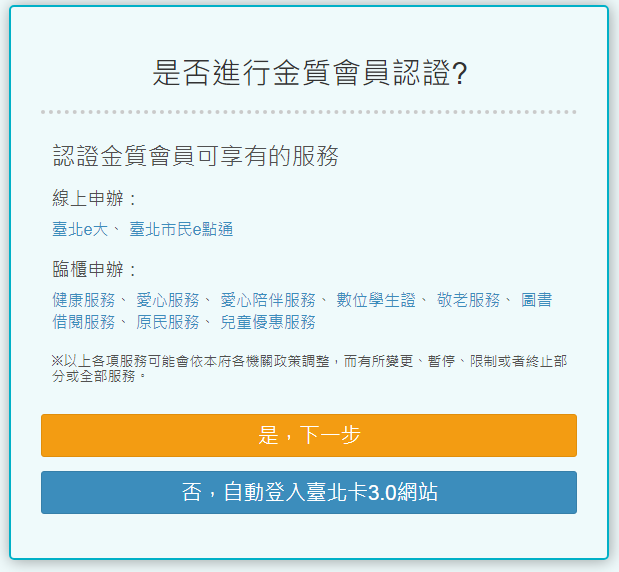 是否進行金質會員認證?
認證金質會員可享有的服務
線上申辦：
臺北e大、 臺北市民e點通
臨櫃申辦：
健康服務、 愛心服務、 愛心陪伴服務、 數位學生證、 敬老服務、 圖書
借閱服務、 原民服務、 兒童優惠服務
※以上各項服務可能會依本府各機關政策調整，而有所變更、暫停、限制或者終止部
分或全部服務。
是，下一步
否，自動登入臺北卡3.0網站